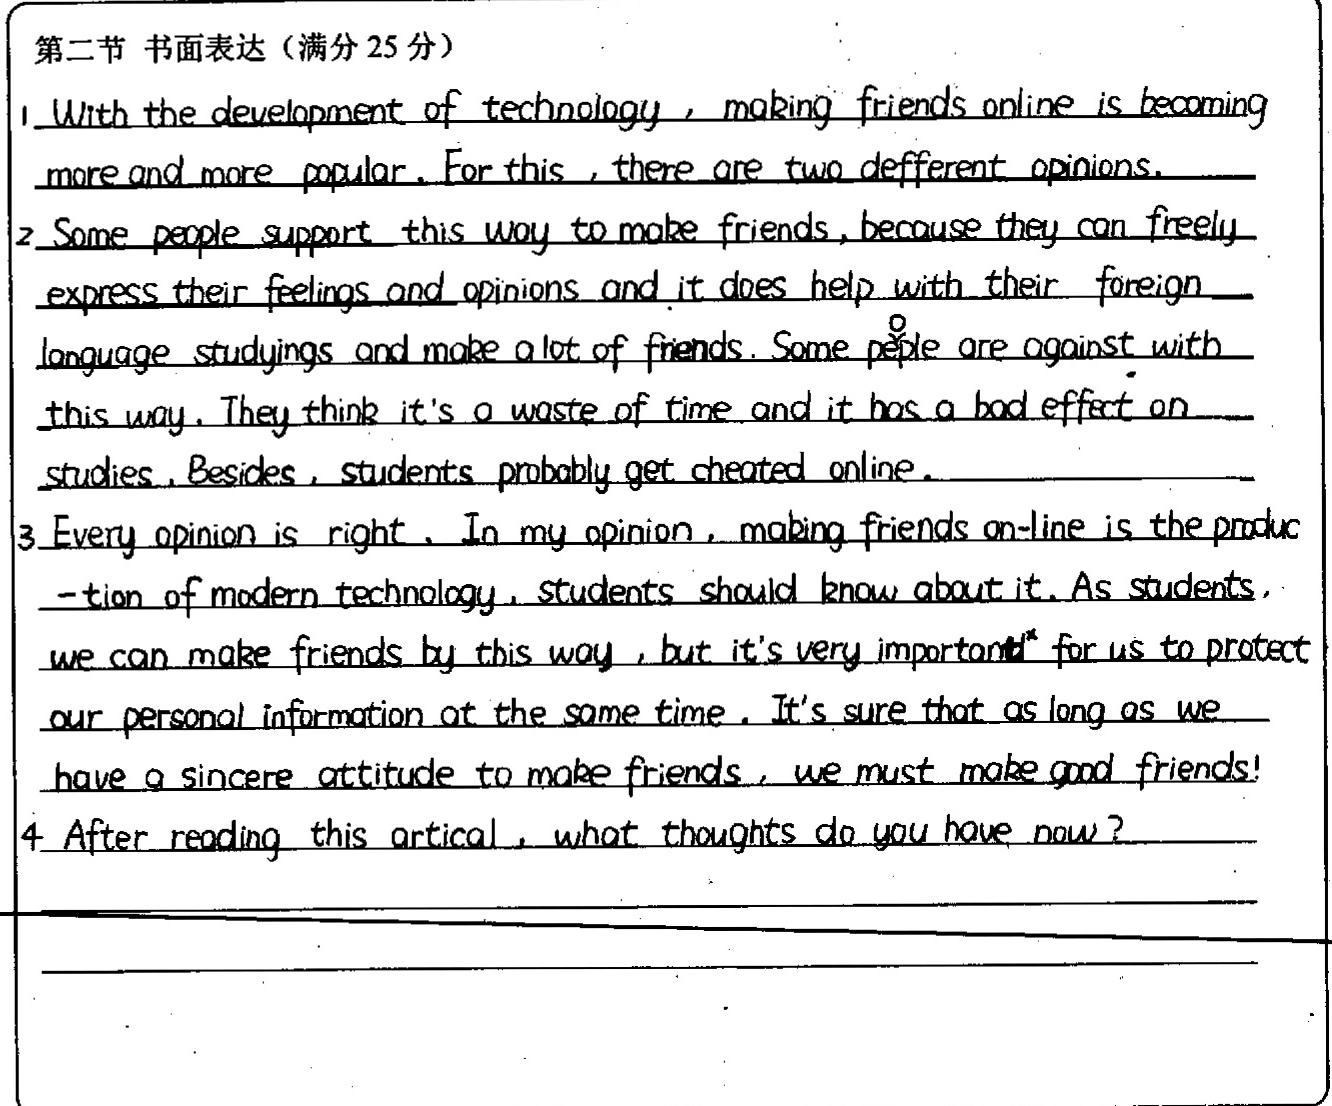 第二节 书面表达（满分 25 分）
1 With the development of technology, making friends online is becoming
more and more popular. For this, there are two defferent opinions.
2 Some people support this way to make friends, because they can freely
express their feelings and opinions and it does help with their foreign
language studyings and make a lot of friends. Some people are against with
this way. They think it's a waste of time and it has a bad effect on
studies. Besides, students probably get cheated online.
3 Every opinion is right. In my opinion, making friends on-line is the produc
-tion of modern technology. students should know about it. As students,
we can make friends by this way, but it's very important for us to protect
our personal information at the same time. It's sure that as long as we
have a sincere attitude to make friends, we must make good friends!
4 After reading this artical, what thoughts do you have now?